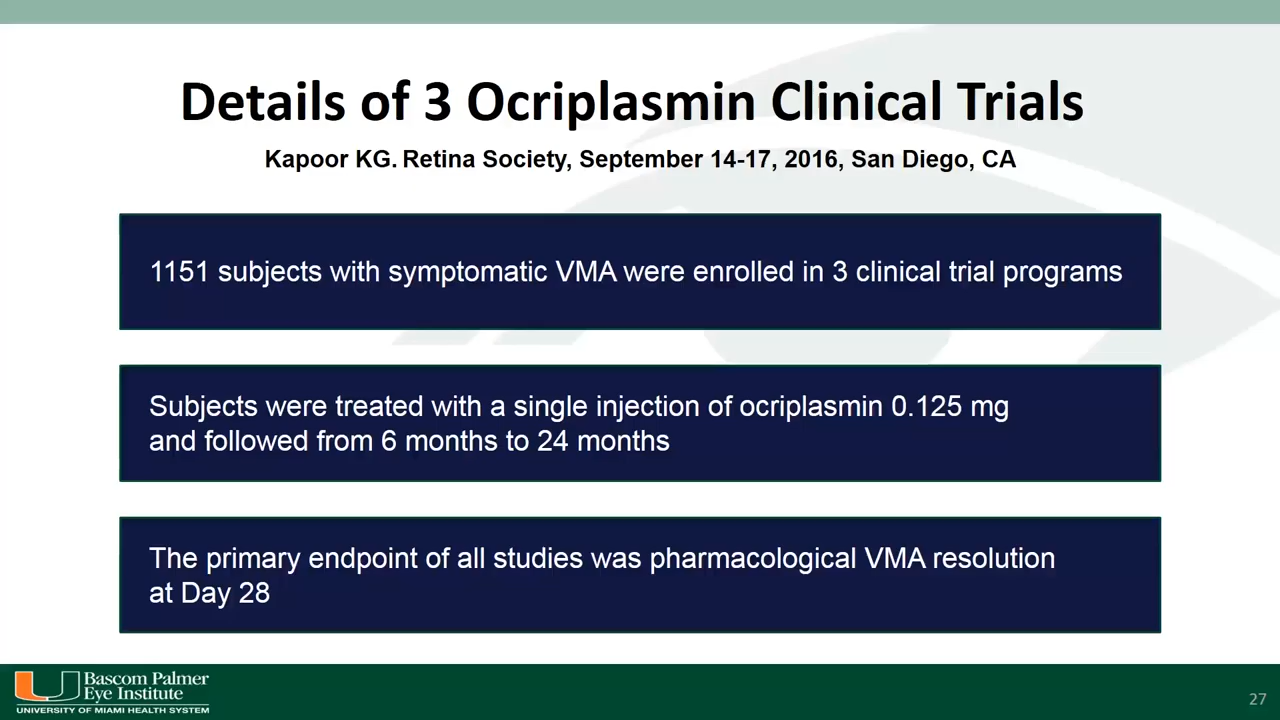 Details of 3 Ocriplasmin Clinical Trials
Kapoor KG. Retina Society, September 14-17, 2016, San Diego, CA
1151 subjects with symptomatic VMA were enrolled in 3 clinical trial programs
Subjects were treated with a single injection of ocriplasmin 0.125 mg
and followed from 6 months to 24 months
The primary endpoint of all studies was pharmacological VMA resolution
at Day 28
Bascom Palmer
Eye Institute
UNIVERSITY OF MIAMI HEALTH SYSTEM
27